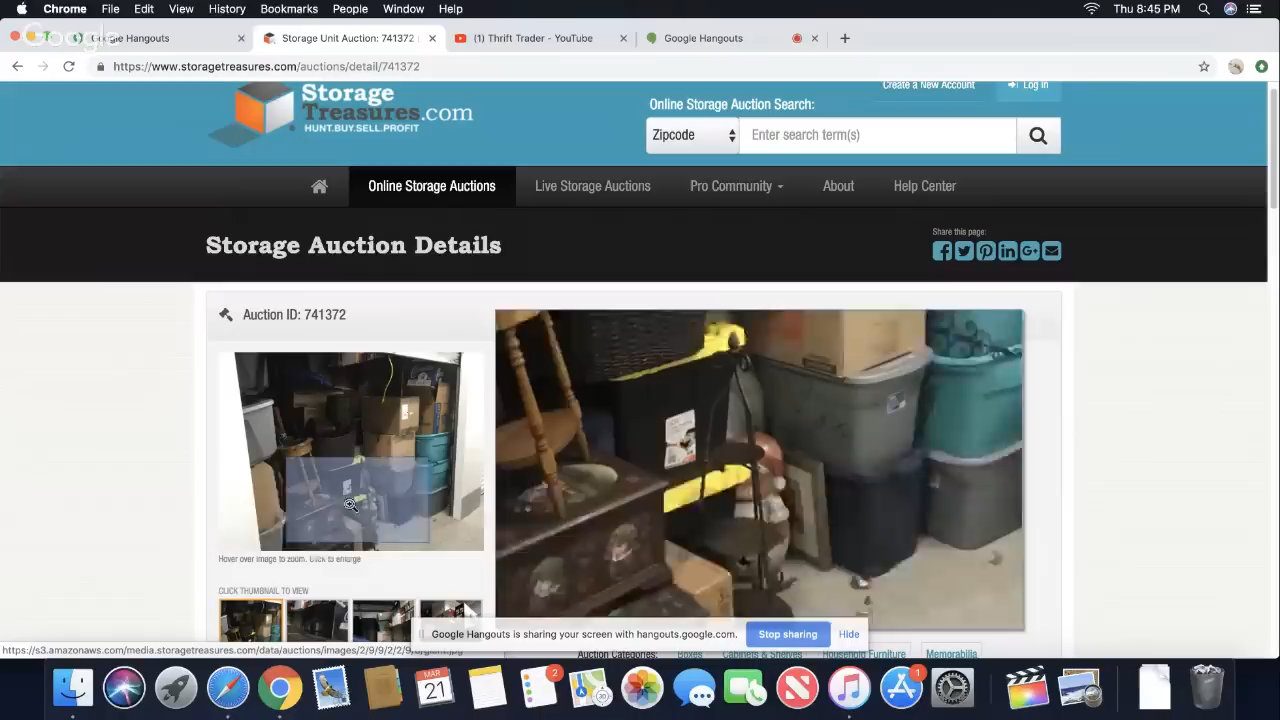 Chrome File Edit View History Bookmarks People Window Help Thu 8:45 PM
Google Hangouts Storage Unit Auction: 741372 (1) Thrift Trader - YouTube Google Hangouts
https://www.storagetreasures.com/auctions/detail/741372
Storage
Treasures.com
HUNT.BUY.SELL.PROFIT
Create a New Account Log In
Online Storage Auction Search:
Zipcode Enter search term(s)
Online Storage Auctions Live Storage Auctions Pro Community About Help Center
Storage Auction Details
Share this page:
Auction ID: 741372
Hover over image to zoom. Click to enlarge
CLICK THUMBNAIL TO VIEW
Google Hangouts is sharing your screen with hangouts.google.com. Stop sharing Hide
Auction Categories: Boxes Cabinets & Shelves Household Furniture Memorabilia
MAR
21
2
1